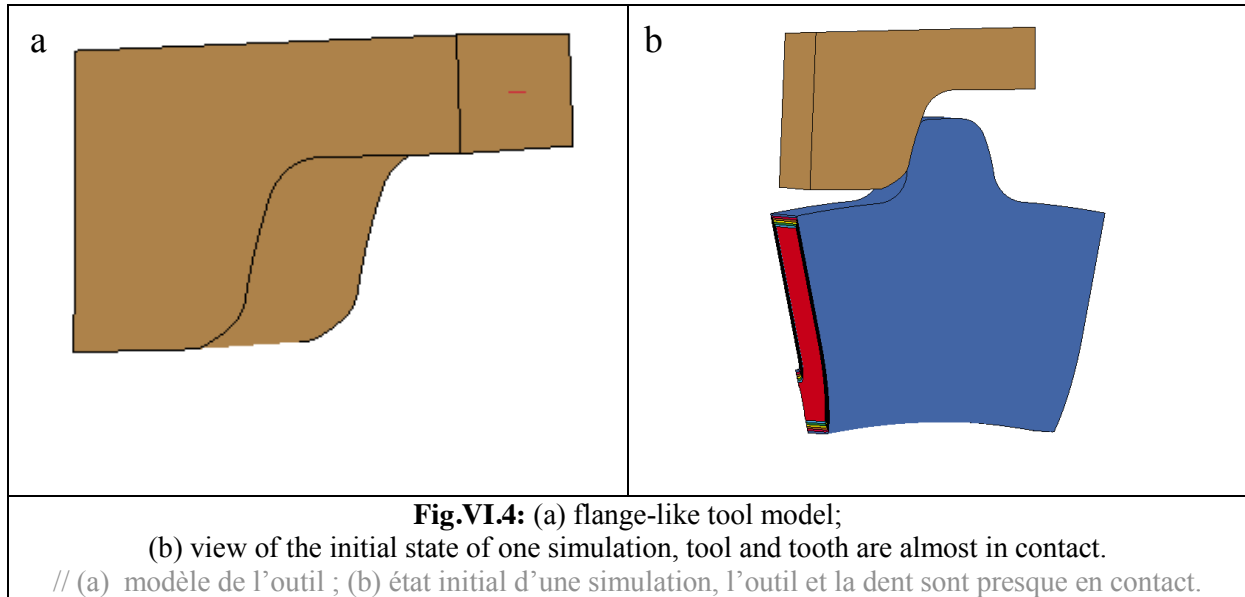 a
b
Fig.VI.4: (a) flange-like tool model;
(b) view of the initial state of one simulation, tool and tooth are almost in contact.
// (a) modèle de l’outil ; (b) état initial d’une simulation, l’outil et la dent sont presque en contact.